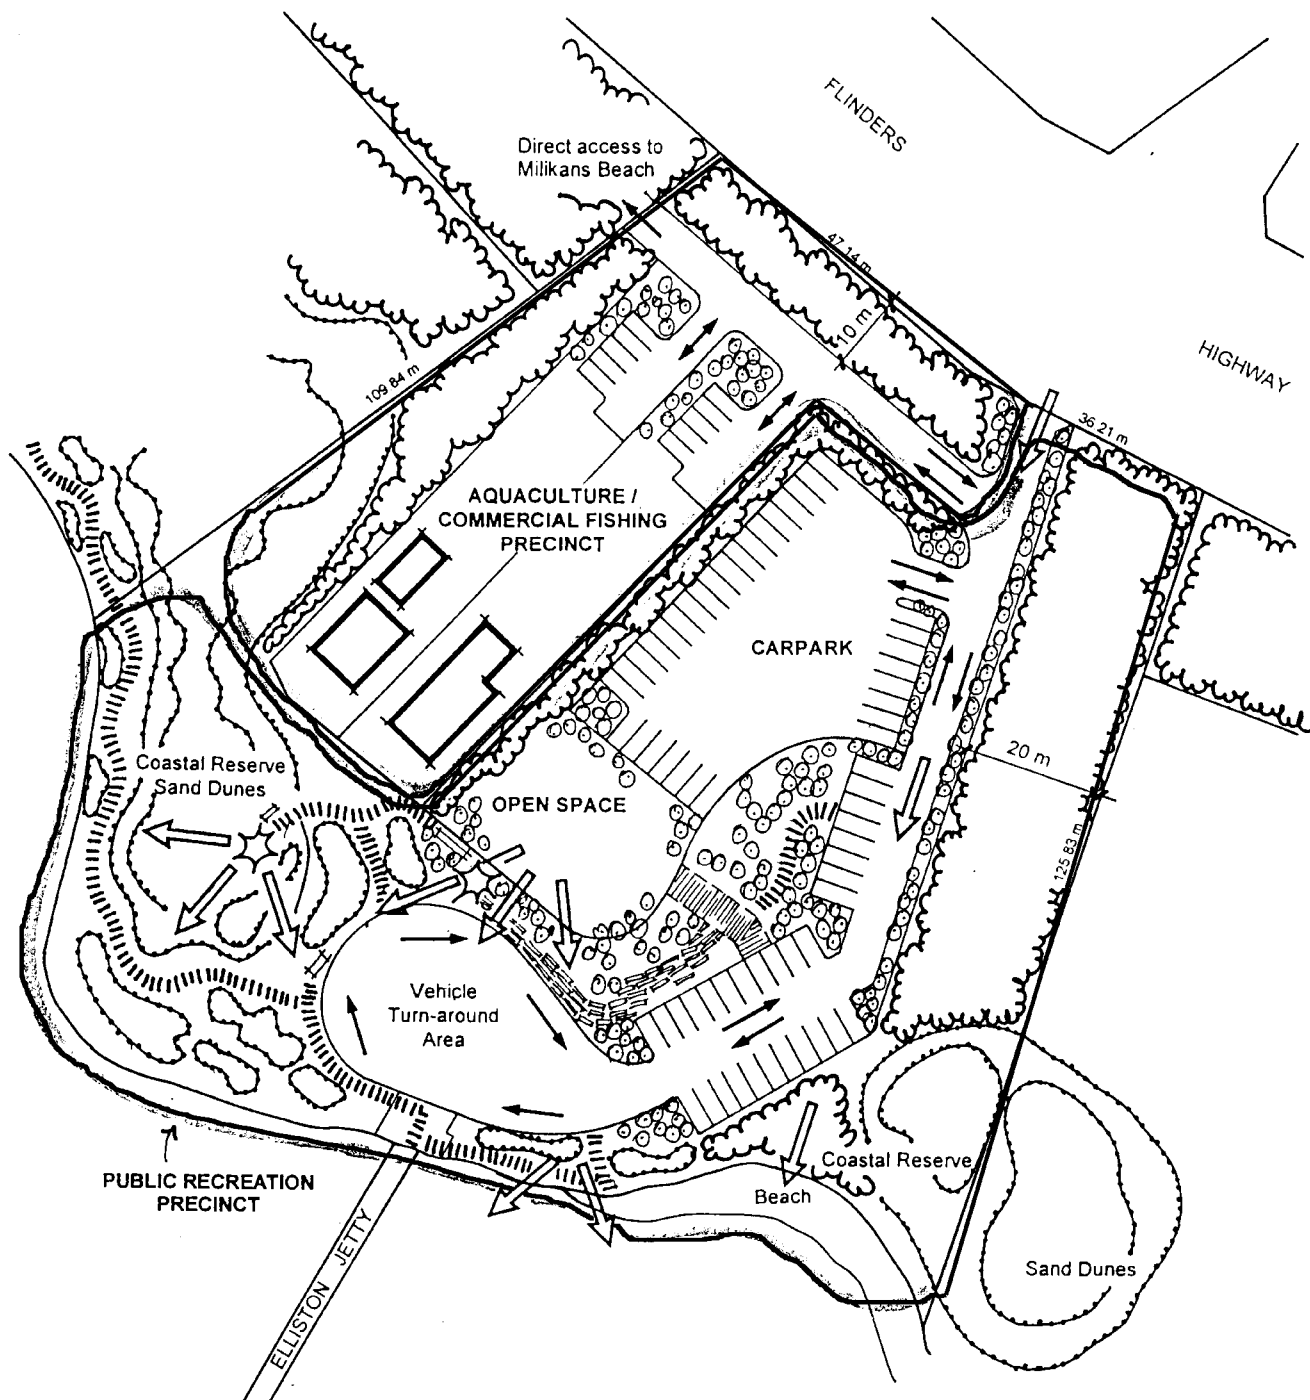 FLINDERS
HIGHWAY
Direct access to
Milikans Beach
47.14 m
10 m
36.21 m
109.84 m
AQUACULTURE /
COMMERCIAL FISHING
PRECINCT
CARPARK
20 m
125.83 m
Coastal Reserve
Sand Dunes
OPEN SPACE
Vehicle
Turn-around
Area
PUBLIC RECREATION
PRECINCT
ELLISTON JETTY
Coastal Reserve
Beach
Sand Dunes